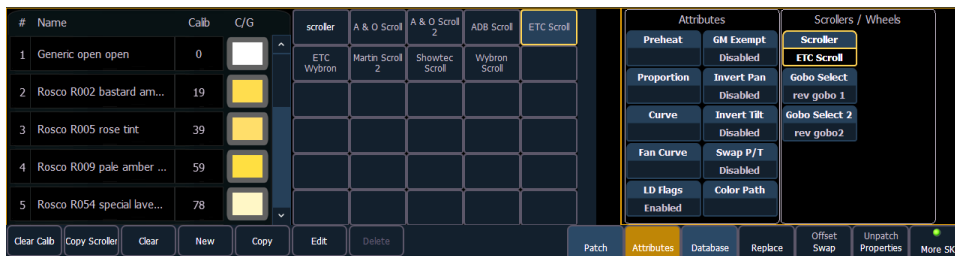 # Name Calib C/G
1 Generic open open 0
2 Rosco R002 bastard am... 19
3 Rosco R005 rose tint 39
4 Rosco R009 pale amber ... 59
5 Rosco R054 special lave... 78
scroller A & O Scroll A & O Scroll 2 ADB Scroll ETC Scroll
ETC Wybron Martin Scroll 2 Showtec Scroll Wybron Scroll
Attributes
Preheat GM Exempt
Disabled
Proportion Invert Pan
Disabled
Curve Invert Tilt
Disabled
Fan Curve Swap P/T
Disabled
LD Flags Color Path
Enabled
Scrollers / Wheels
Scroller
ETC Scroll
Gobo Select
rev gobo 1
Gobo Select 2
rev gobo2
Clear Calib Copy Scroller Clear New Copy Edit Delete
Patch Attributes Database Replace Offset Swap Unpatch Properties More SK